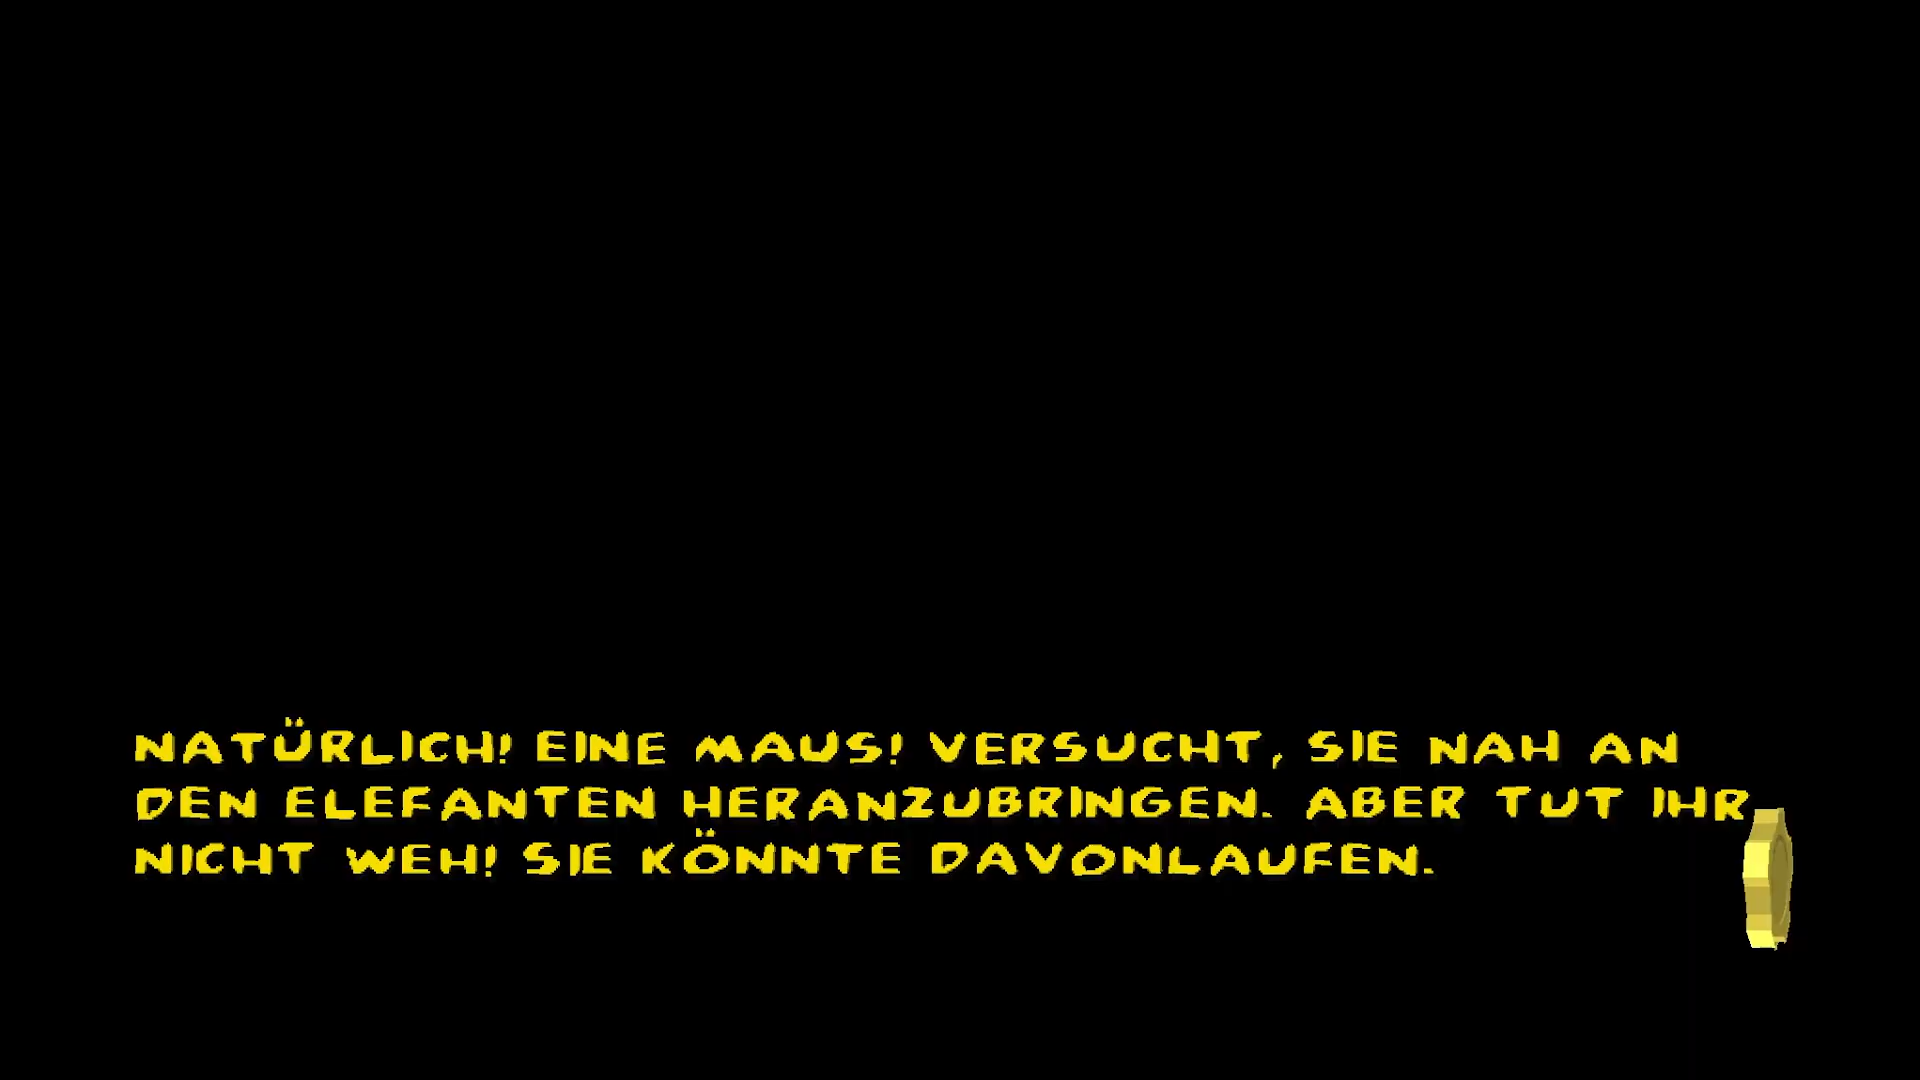 NATÜRLICH! EINE MAUS! VERSUCHT, SIE NAH AN
DEN ELEFANTEN HERANZUBRINGEN. ABER TUT IHR
NICHT WEH! SIE KÖNNTE DAVONLAUFEN.